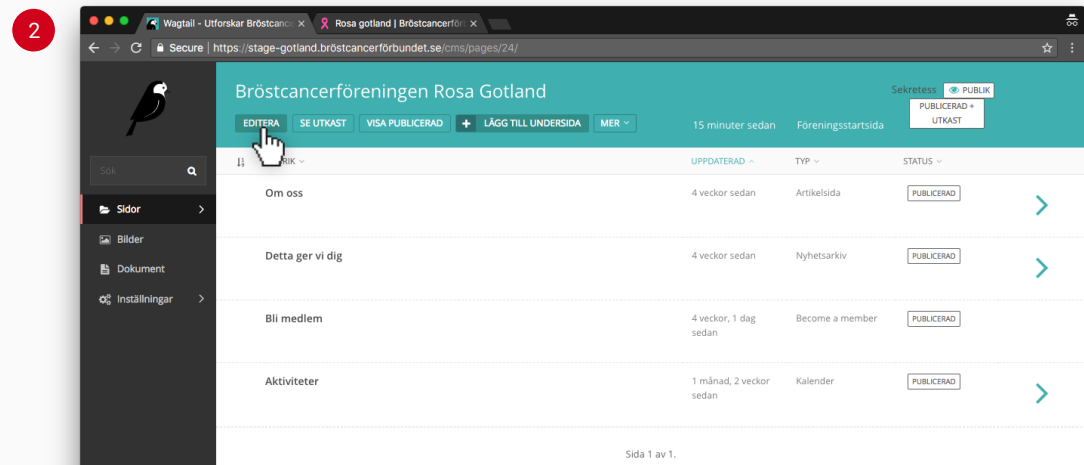 2
Wagtail - Utforskar Bröstcance
Rosa gotland | Bröstcancerför
Secure | https://stage-gotland.bröstcancerförbundet.se/cms/pages/24/
Bröstcancerföreningen Rosa Gotland
Sekretess PUBLIK
EDITERA SE UTKAST VISA PUBLICERAD + LÄGG TILL UNDERSIDA MER
15 minuter sedan Föreningsstartsida
PUBLICERAD +
UTKAST
Sök
UPPDATERAD TYP STATUS
Sidor
Bilder
Dokument
Inställningar
Om oss 4 veckor sedan Artikelsida PUBLICERAD
Detta ger vi dig 4 veckor sedan Nyhetsarkiv PUBLICERAD
Bli medlem 4 veckor, 1 dag Become a member PUBLICERAD
sedan
Aktiviteter 1 månad, 2 veckor Kalender PUBLICERAD
sedan
Sida 1 av 1.